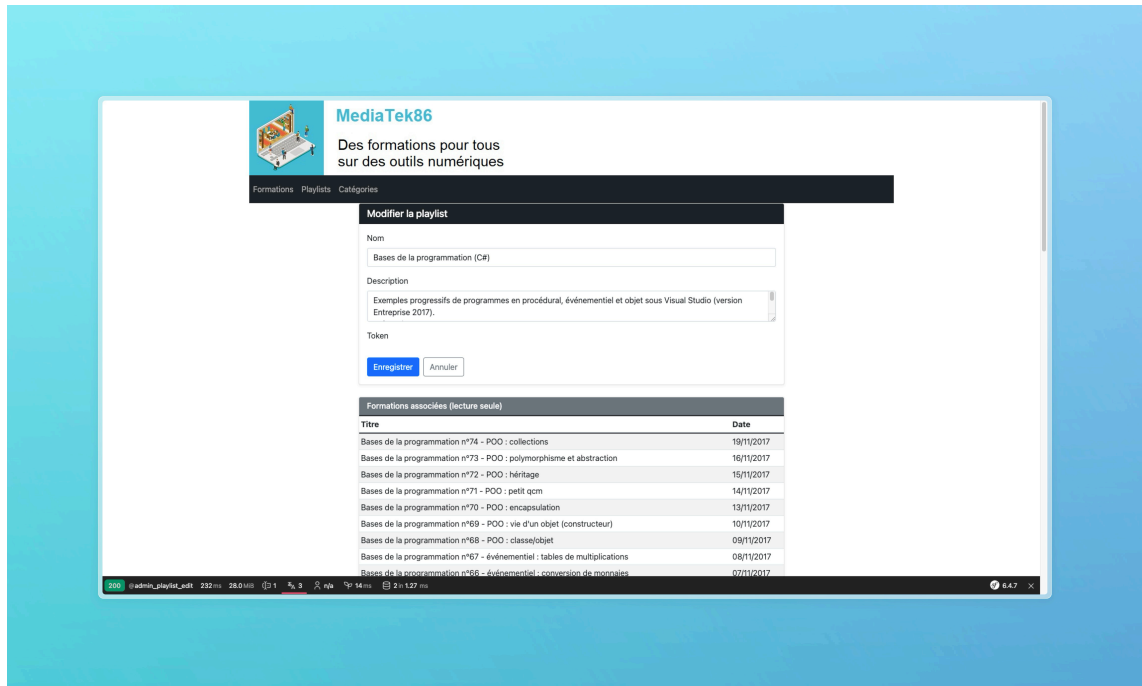 MediaTek86
Des formations pour tous
sur des outils numériques
Formations Playlists Catégories
Modifier la playlist
Nom
Bases de la programmation (C#)
Description
Exemples progressifs de programmes en procédural, événementiel et objet sous Visual Studio (version
Entreprise 2017).
Token
Enregistrer Annuler
Formations associées (lecture seule)
Titre Date
Bases de la programmation n°74 - POO : collections 19/11/2017
Bases de la programmation n°73 - POO : polymorphisme et abstraction 16/11/2017
Bases de la programmation n°72 - POO : héritage 15/11/2017
Bases de la programmation n°71 - POO : petit qcm 14/11/2017
Bases de la programmation n°70 - POO : encapsulation 13/11/2017
Bases de la programmation n°69 - POO : vie d'un objet (constructeur) 10/11/2017
Bases de la programmation n°68 - POO : classe/objet 09/11/2017
Bases de la programmation n°67 - événementiel : tables de multiplications 08/11/2017
Bases de la programmation n°66 - événementiel : conversion de monnaies 07/11/2017
200 @admin_playlist_edit 232 ms 28.0 MiB 1 3 n/a 14 ms 2 in 1.27 ms 6.4.7 ×